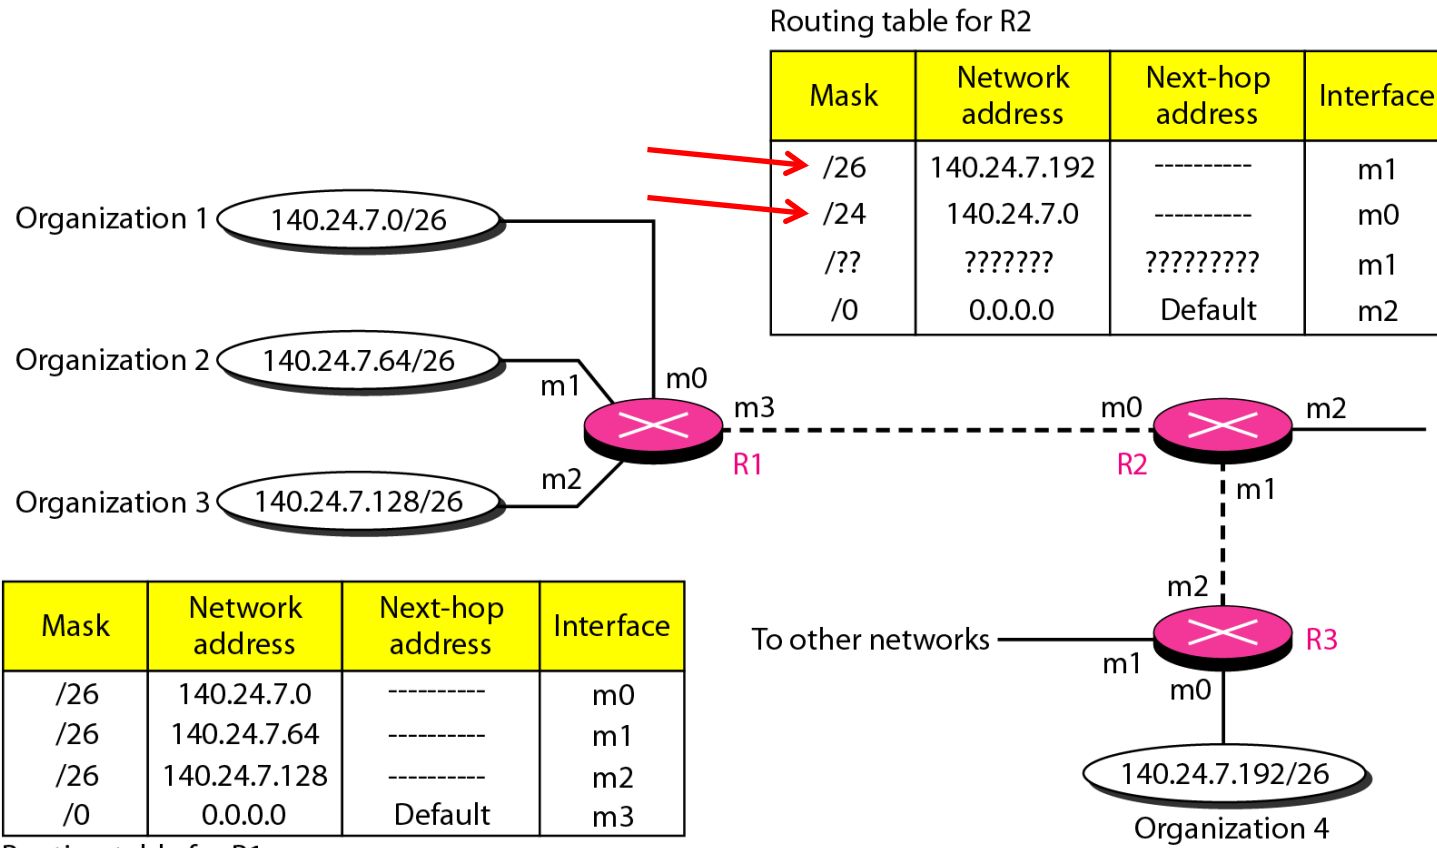 Routing table for R2
Mask Network address Next-hop address Interface
/26 140.24.7.192 ---------- m1
/24 140.24.7.0 ---------- m0
/?? ??????? ????????? m1
/0 0.0.0.0 Default m2
Organization 1 140.24.7.0/26
Organization 2 140.24.7.64/26
m1 m0
m3 m0 m2
R1 R2
m2 m1
Organization 3 140.24.7.128/26
m2
To other networks R3
m1
m0
140.24.7.192/26
Organization 4
Mask Network address Next-hop address Interface
/26 140.24.7.0 ---------- m0
/26 140.24.7.64 ---------- m1
/26 140.24.7.128 ---------- m2
/0 0.0.0.0 Default m3
Routing table for R1